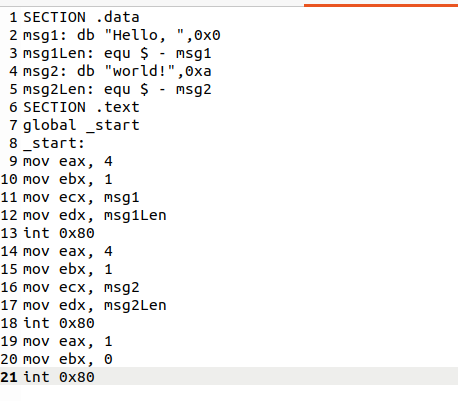 1 SECTION .data
2 msg1: db "Hello, ",0x0
3 msg1Len: equ $ - msg1
4 msg2: db "world!",0xa
5 msg2Len: equ $ - msg2
6 SECTION .text
7 global _start
8 _start:
9 mov eax, 4
10 mov ebx, 1
11 mov ecx, msg1
12 mov edx, msg1Len
13 int 0x80
14 mov eax, 4
15 mov ebx, 1
16 mov ecx, msg2
17 mov edx, msg2Len
18 int 0x80
19 mov eax, 1
20 mov ebx, 0
21 int 0x80